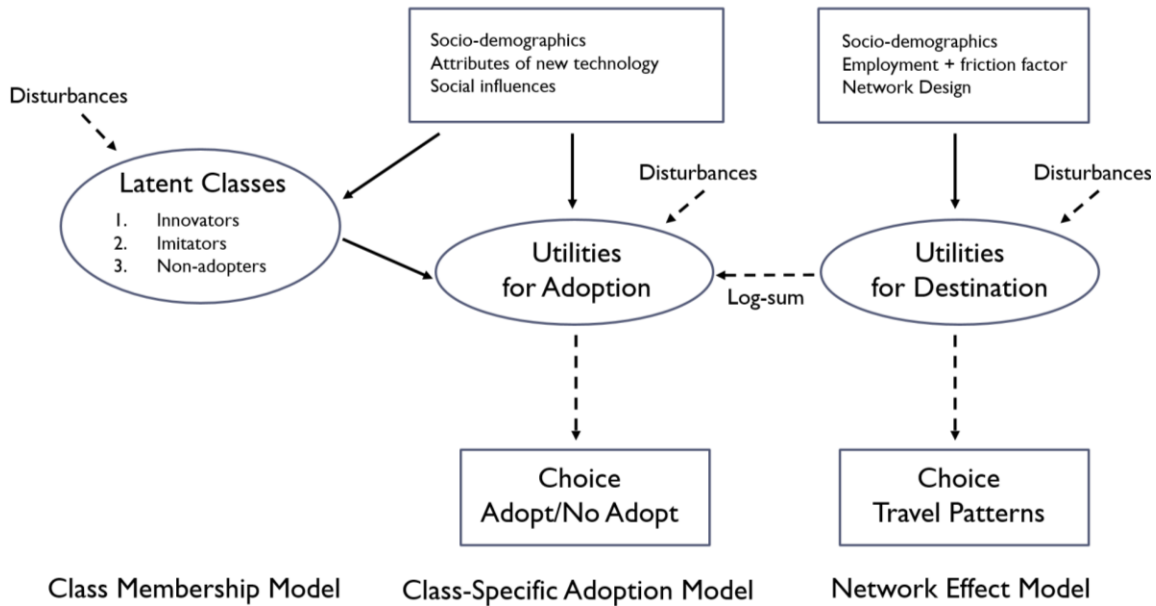 Socio-demographics
Attributes of new technology
Social influences
Socio-demographics
Employment + friction factor
Network Design
Disturbances
Latent Classes
1. Innovators
2. Imitators
3. Non-adopters
Disturbances
Disturbances
Utilities
for Adoption
Log-sum
Utilities
for Destination
Choice
Adopt/No Adopt
Choice
Travel Patterns
Class Membership Model
Class-Specific Adoption Model
Network Effect Model